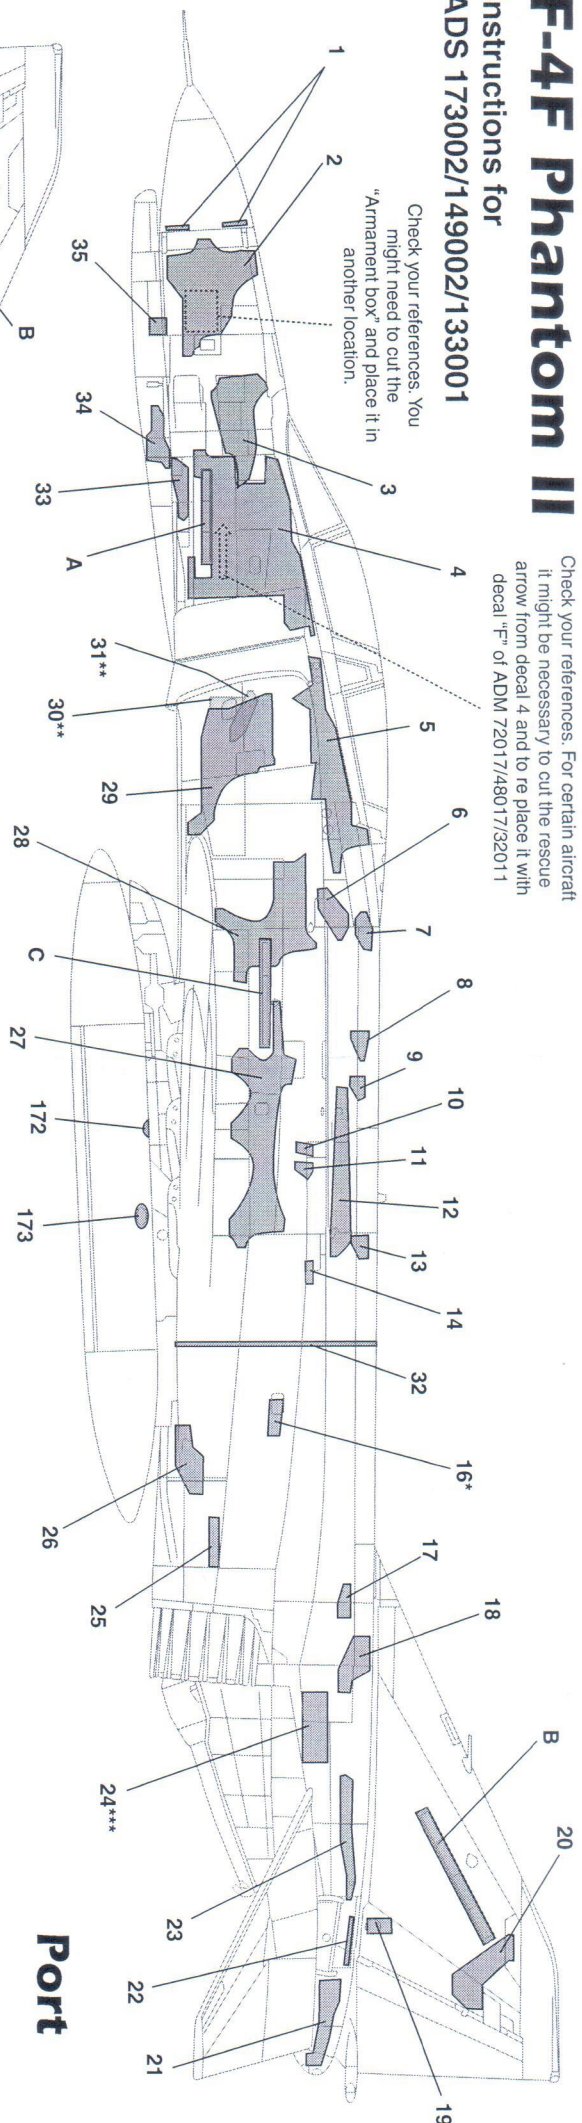 F-4F Phantom II
nstructions for
ADS 173002/149002/133001
Check your references. You
might need to cut the
"Armament box" and place it in
another location.
Check your references. For certain aircraft
it might be necessary to cut the rescue
arrow from decal 4 and to re place it with
decal "F" of ADM 72017/48017/32011
1
2
3
4
5
6
7
8
9
10
11
12
13
14
32
16*
17
18
B
20
19
21
22
23
24***
25
26
173
172
27
C
28
29
30**
31**
A
33
34
35
B
Port